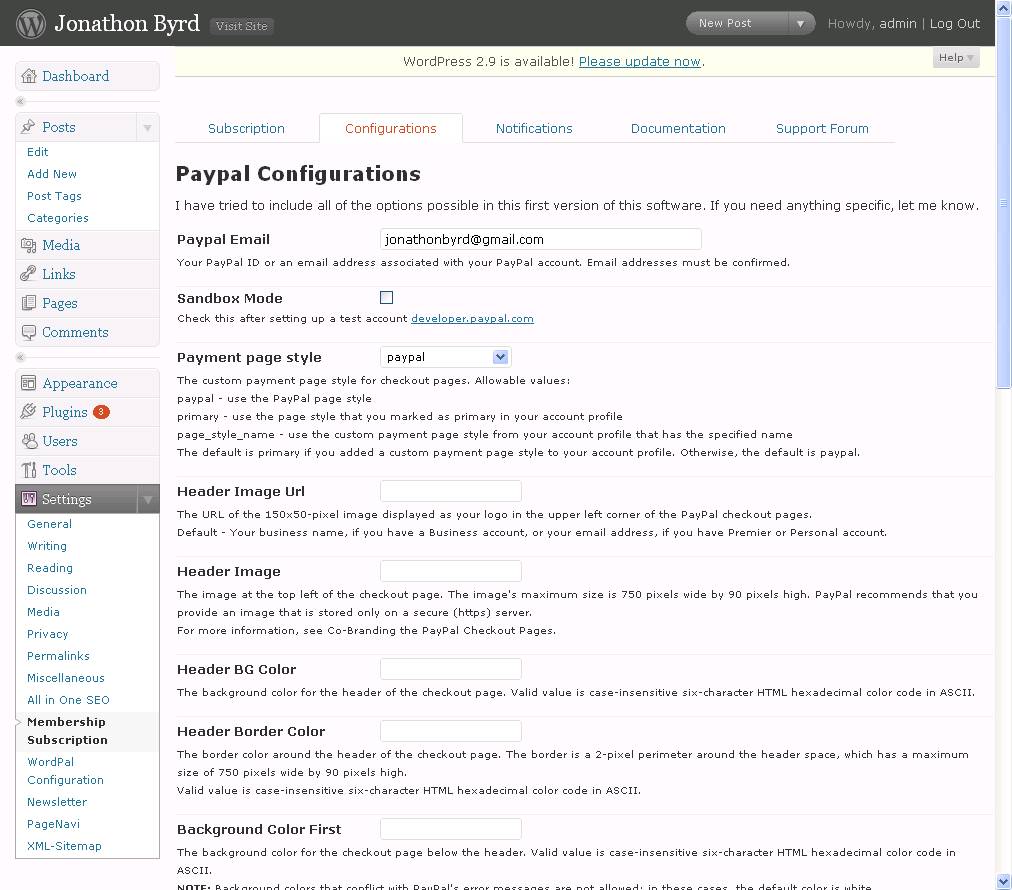 Jonathon Byrd Visit Site New Post Howdy, admin | Log Out
WordPress 2.9 is available! Please update now. Help
Dashboard
Posts
Edit
Add New
Post Tags
Categories
Media
Links
Pages
Comments
Appearance
Plugins 3
Users
Tools
Settings
General
Writing
Reading
Discussion
Media
Privacy
Permalinks
Miscellaneous
All in One SEO
Membership
Subscription
WordPal
Configuration
Newsletter
PageNavi
XML-Sitemap
Subscription Configurations Notifications Documentation Support Forum
Paypal Configurations
I have tried to include all of the options possible in this first version of this software. If you need anything specific, let me know.
Paypal Email jonathonbyrd@gmail.com
Your PayPal ID or an email address associated with your PayPal account. Email addresses must be confirmed.
Sandbox Mode
Check this after setting up a test account developer.paypal.com
Payment page style paypal
The custom payment page style for checkout pages. Allowable values:
paypal - use the PayPal page style
primary - use the page style that you marked as primary in your account profile
page_style_name - use the custom payment page style from your account profile that has the specified name
The default is primary if you added a custom payment page style to your account profile. Otherwise, the default is paypal.
Header Image Url
The URL of the 150x50-pixel image displayed as your logo in the upper left corner of the PayPal checkout pages.
Default - Your business name, if you have a Business account, or your email address, if you have Premier or Personal account.
Header Image
The image at the top left of the checkout page. The image's maximum size is 750 pixels wide by 90 pixels high. PayPal recommends that you
provide an image that is stored only on a secure (https) server.
For more information, see Co-Branding the PayPal Checkout Pages.
Header BG Color
The background color for the header of the checkout page. Valid value is case-insensitive six-character HTML hexadecimal color code in ASCII.
Header Border Color
The border color around the header of the checkout page. The border is a 2-pixel perimeter around the header space, which has a maximum
size of 750 pixels wide by 90 pixels high.
Valid value is case-insensitive six-character HTML hexadecimal color code in ASCII.
Background Color First
The background color for the checkout page below the header. Valid value is case-insensitive six-character HTML hexadecimal color code in
ASCII.
NOTE: Background colors that conflict with PayPal's error messages are not allowed; in these cases, the default color is white.